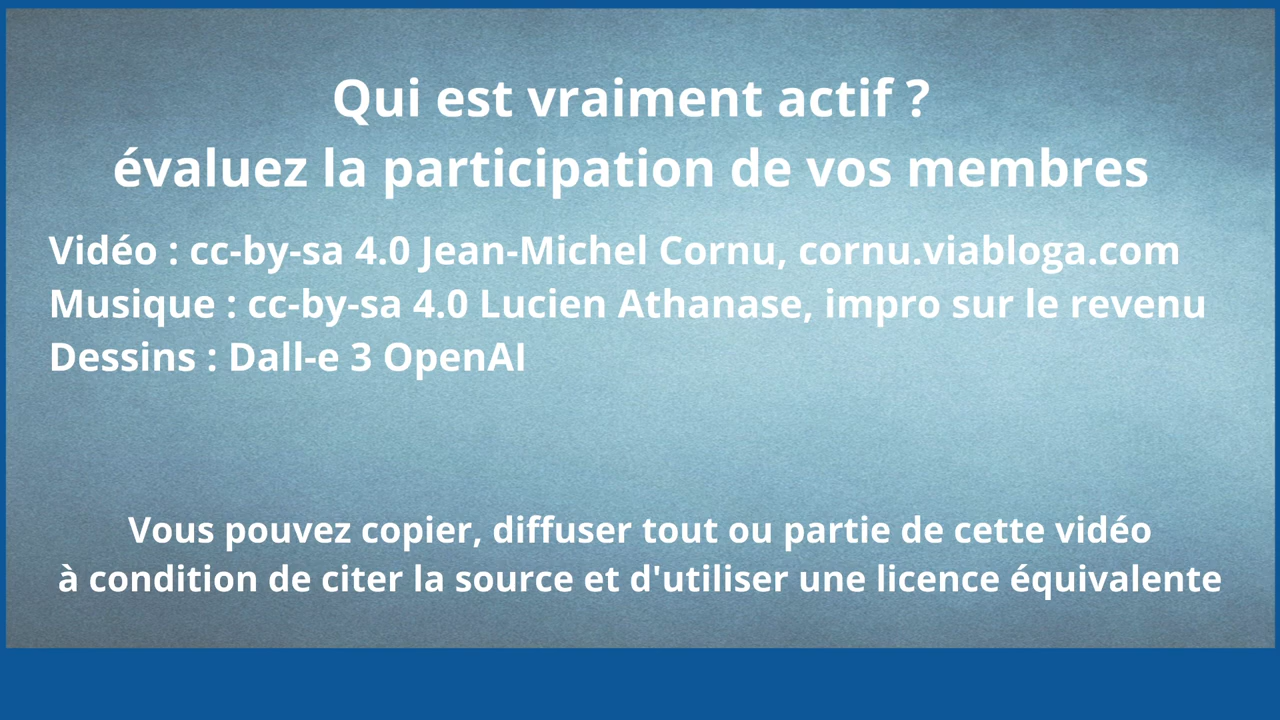 Qui est vraiment actif ?
évaluez la participation de vos membres
Vidéo : cc-by-sa 4.0 Jean-Michel Cornu, cornu.viabloga.com
Musique : cc-by-sa 4.0 Lucien Athanase, impro sur le revenu
Dessins : Dall-e 3 OpenAI
Vous pouvez copier, diffuser tout ou partie de cette vidéo
à condition de citer la source et d'utiliser une licence équivalente